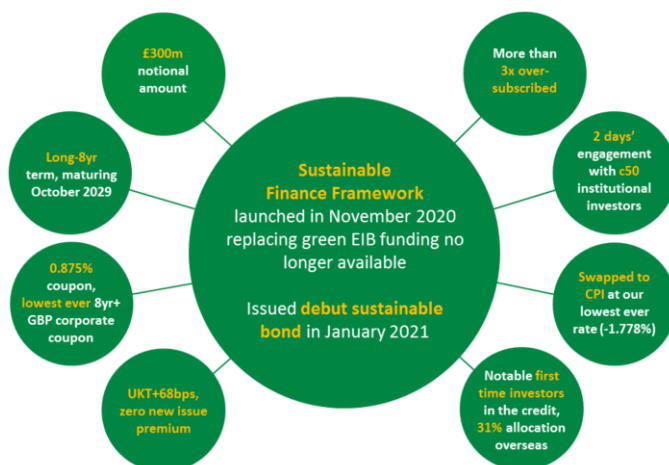 £300m
notional
amount
More than
3x over-
subscribed
Long-8yr
term, maturing
October 2029
2 days’
engagement
with c50
institutional
investors
Sustainable
Finance Framework
launched in November 2020
replacing green EIB funding no
longer available
Issued debut sustainable
bond in January 2021
0.875%
coupon,
lowest ever 8yr+
GBP corporate
coupon
Swapped to
CPI at our
lowest ever
rate (-1.778%)
UKT+68bps,
zero new issue
premium
Notable first
time investors
in the credit,
31% allocation
overseas